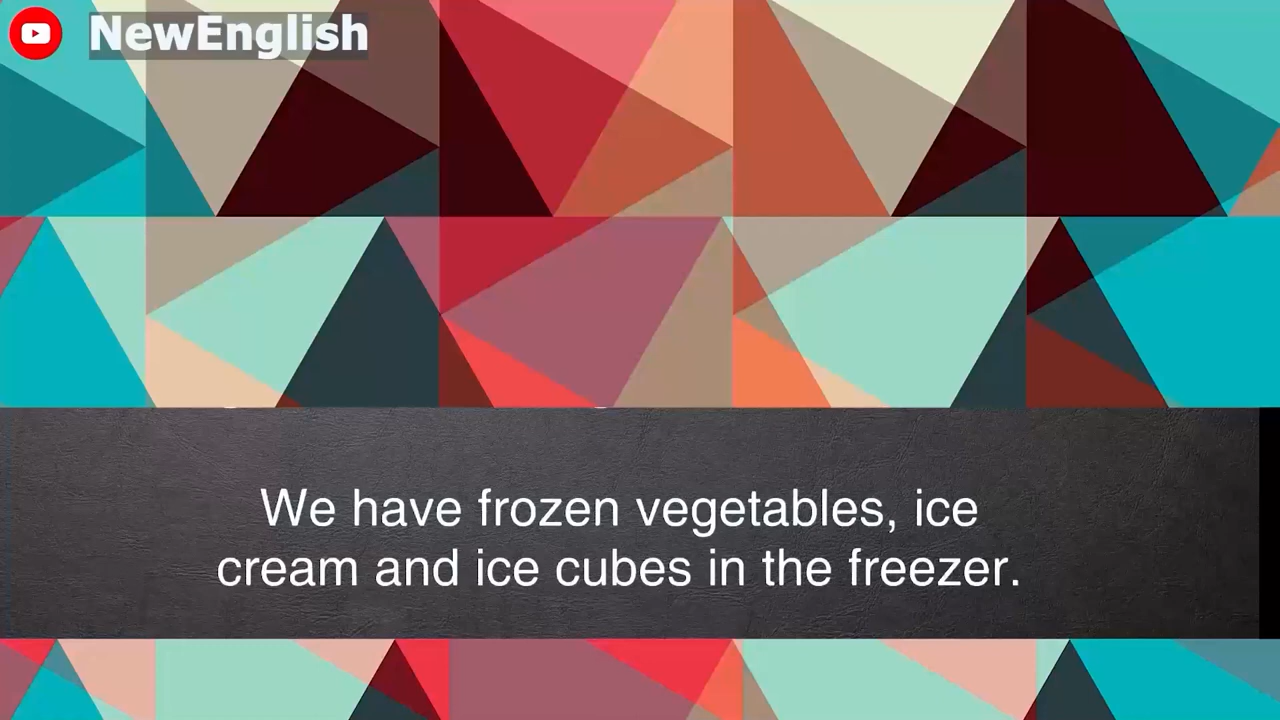 NewEnglish
We have frozen vegetables, ice
cream and ice cubes in the freezer.